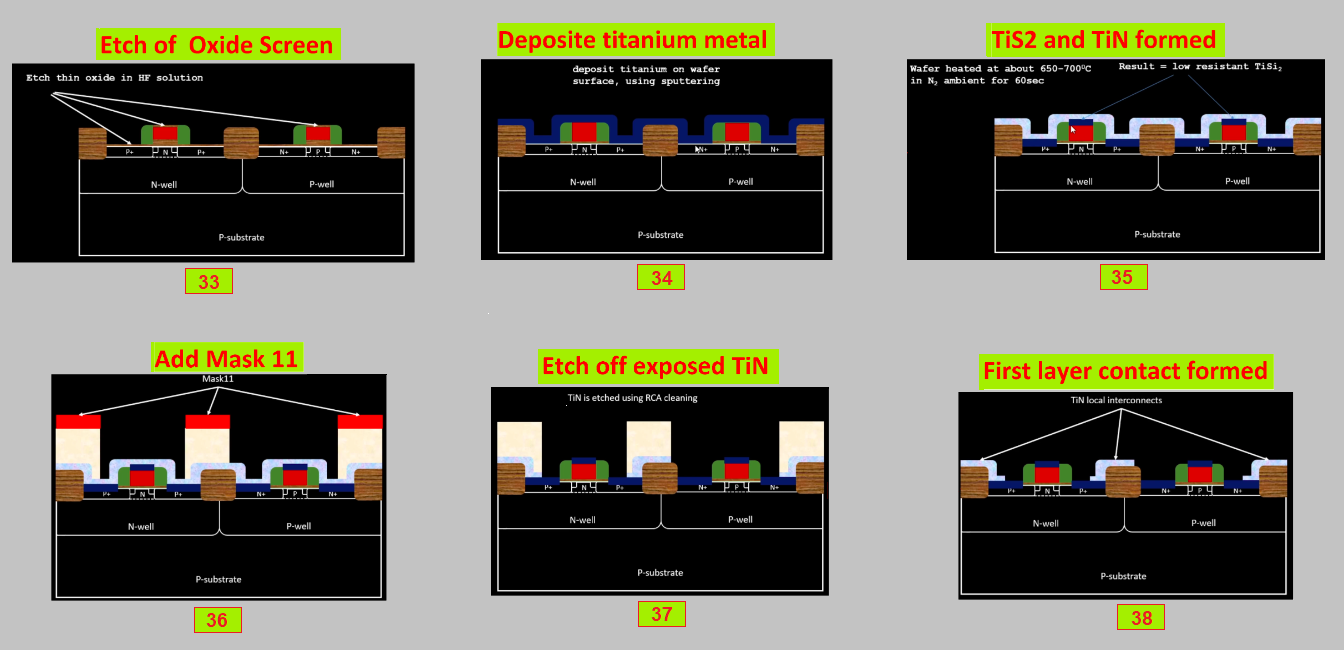 Etch of Oxide Screen
Etch thin oxide in HF solution
P+ N P+ N+ P N+
N-well P-well
P-substrate
33
Deposite titanium metal
deposit titanium on wafer
surface, using sputtering
P+ N P+ N+ P N+
N-well P-well
P-substrate
34
TiS2 and TiN formed
Wafer heated at about 650-700°C
in N₂ ambient for 60sec
Result = low resistant TiSi₂
P+ N P+ N+ P N+
N-well P-well
P-substrate
35
Add Mask 11
Mask11
P+ N P+ N+ P N+
N-well P-well
P-substrate
36
Etch off exposed TiN
TiN is etched using RCA cleaning
P+ N P+ N+ P N+
N-well P-well
P-substrate
37
First layer contact formed
TiN local interconnects
P+ N P+ N+ P N+
N-well P-well
P-substrate
38